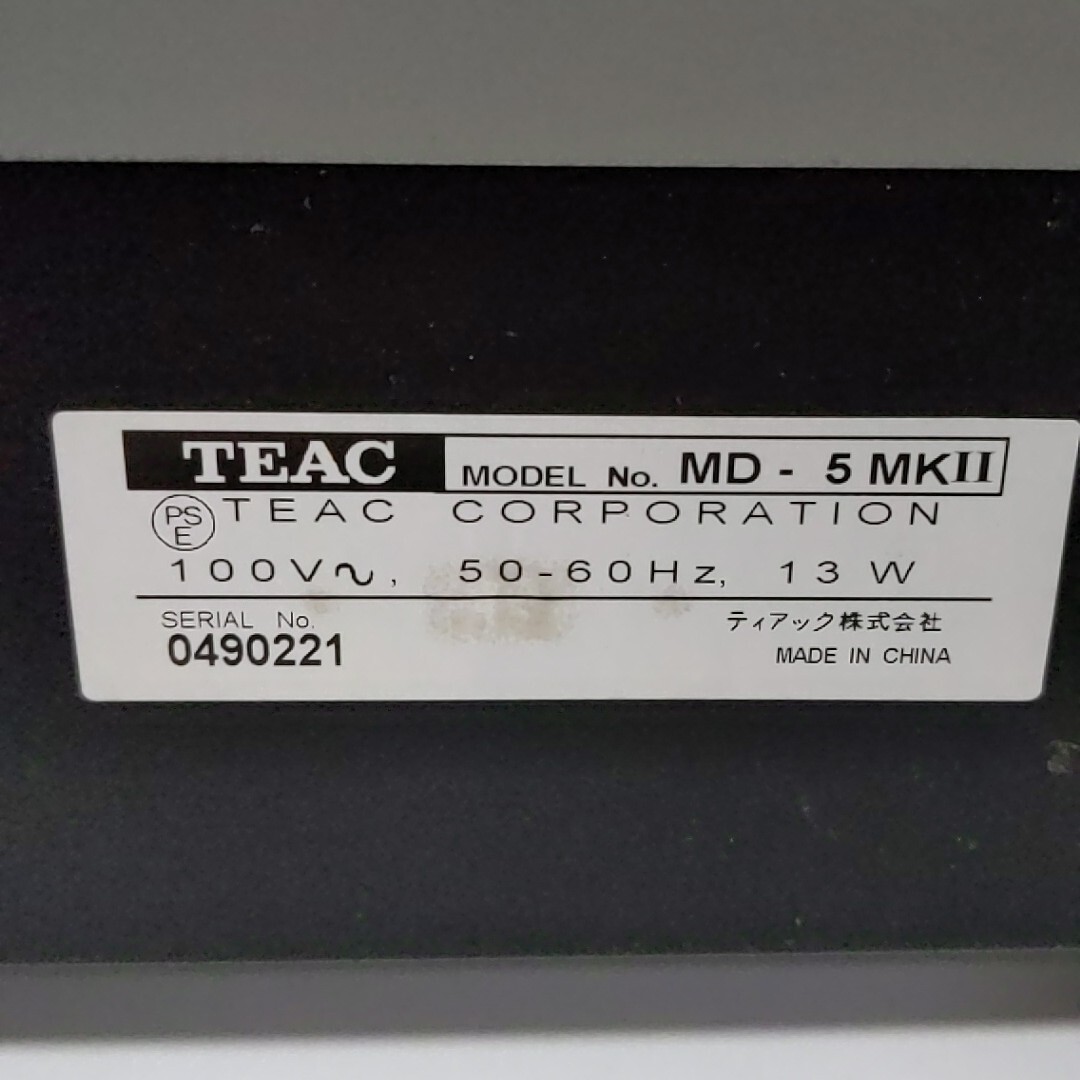 TEAC MODEL No. MD - 5 MKII
PSE TEAC CORPORATION
100V～, 50-60Hz, 13 W
SERIAL No. ティアック株式会社
0490221 MADE IN CHINA